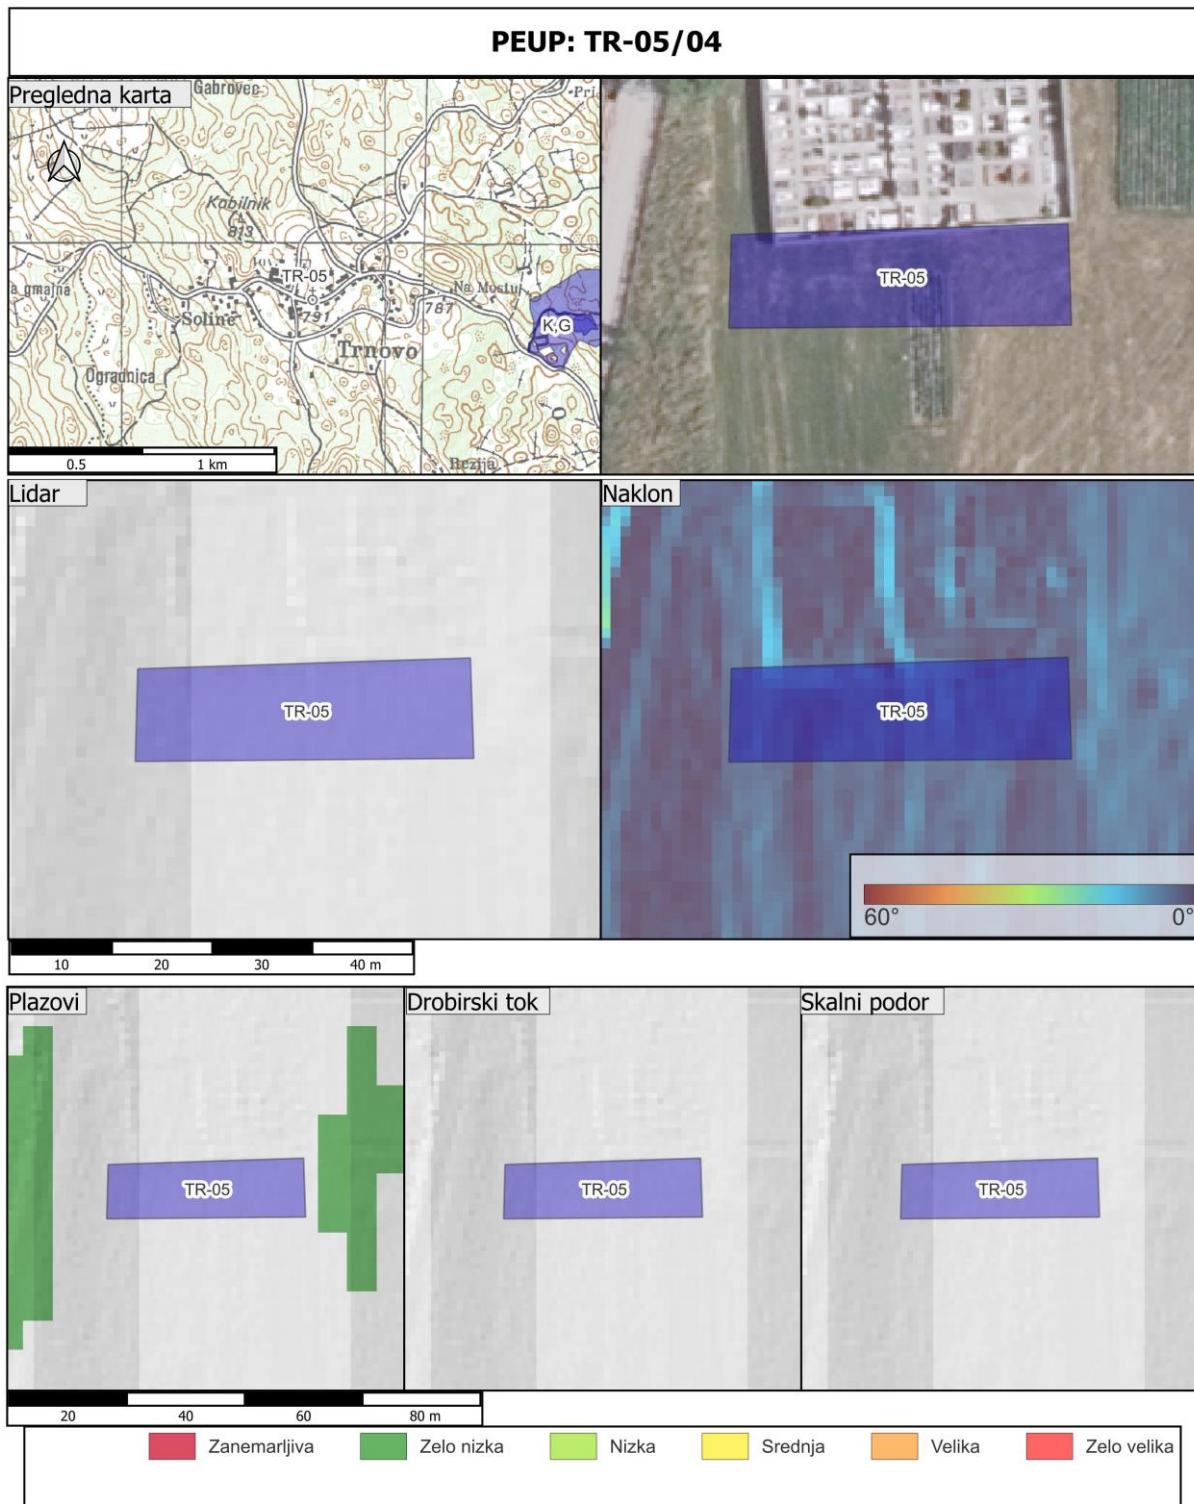 PEUP: TR-05/04
Pregledna karta
Gabrovec
Kobilnik
813
TR-05
a gmajna
Soline
791
787
Na Mostu
K,G
Trnovo
Ogradnica
Rezija
0.5 1 km
TR-05
Lidar
Naklon
TR-05
TR-05
60° 0°
10 20 30 40 m
Plazovi
Drobirski tok
Skalni podor
TR-05
TR-05
TR-05
20 40 60 80 m
Zanemarljiva Zelo nizka Nizka Srednja Velika Zelo velika